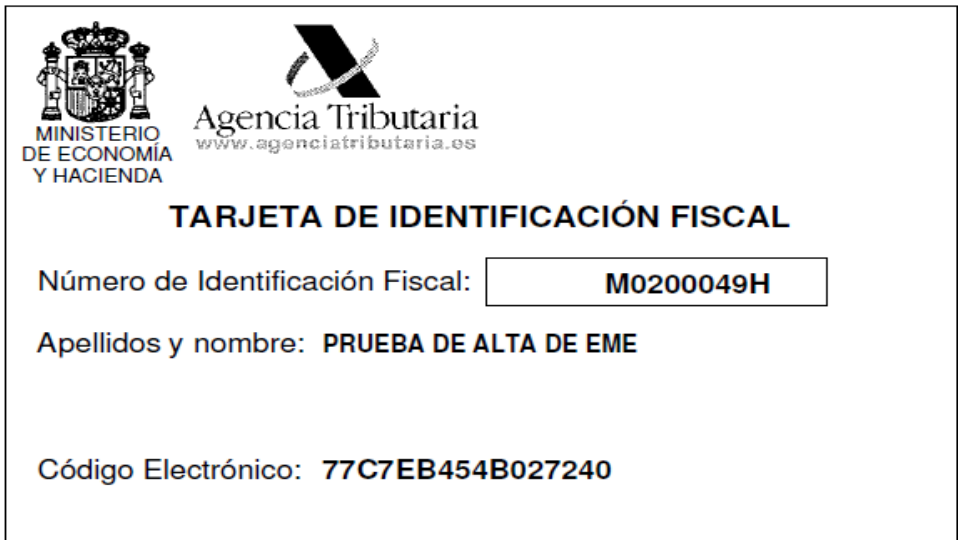 MINISTERIO
DE ECONOMÍA
Y HACIENDA
Agencia Tributaria
www.agenciatributaria.es
TARJETA DE IDENTIFICACIÓN FISCAL
Número de Identificación Fiscal: M0200049H
Apellidos y nombre: PRUEBA DE ALTA DE EME
Código Electrónico: 77C7EB454B027240